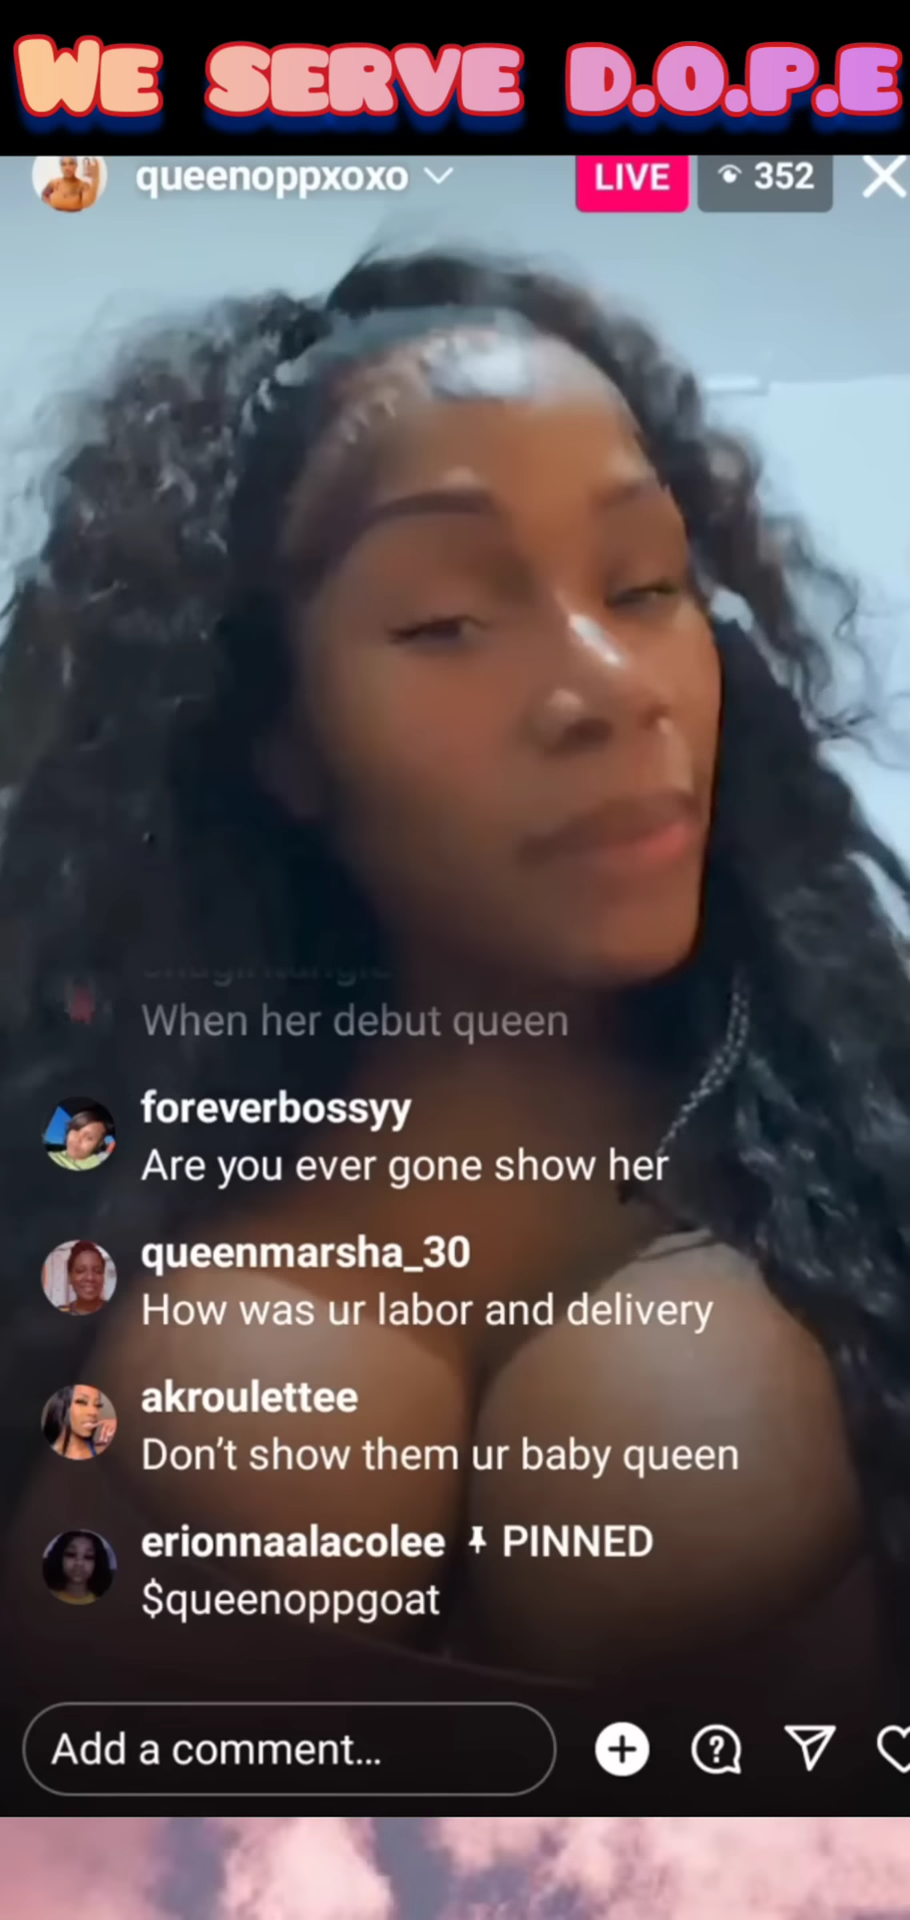 WE SERVE D.O.P.E
queenoppxoxo
LIVE
352
When her debut queen
foreverbossyy
Are you ever gone show her
queenmarsha_30
How was ur labor and delivery
akroulettee
Don’t show them ur baby queen
erionnaalacolee PINNED
$queenoppgoat
Add a comment...